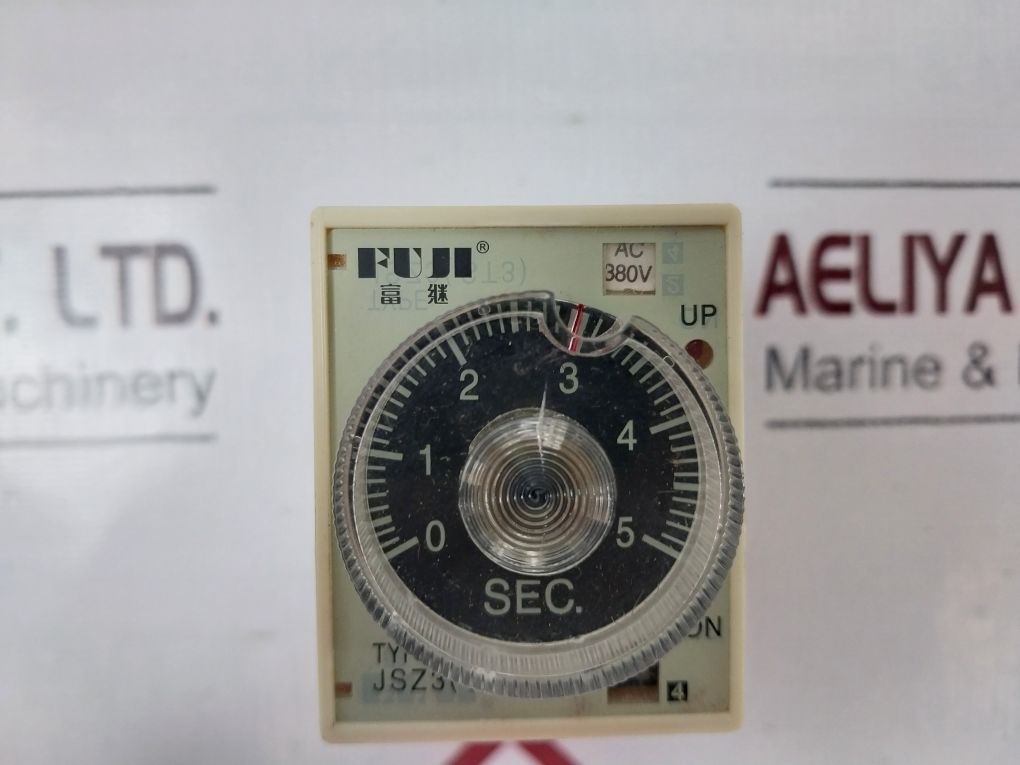 . LTD.
chinery
AELIYA
Marine &
FUJI®
富 继
AC
380V
UP
2
3
1
4
0
5
SEC.
ON
JSZ3(
4